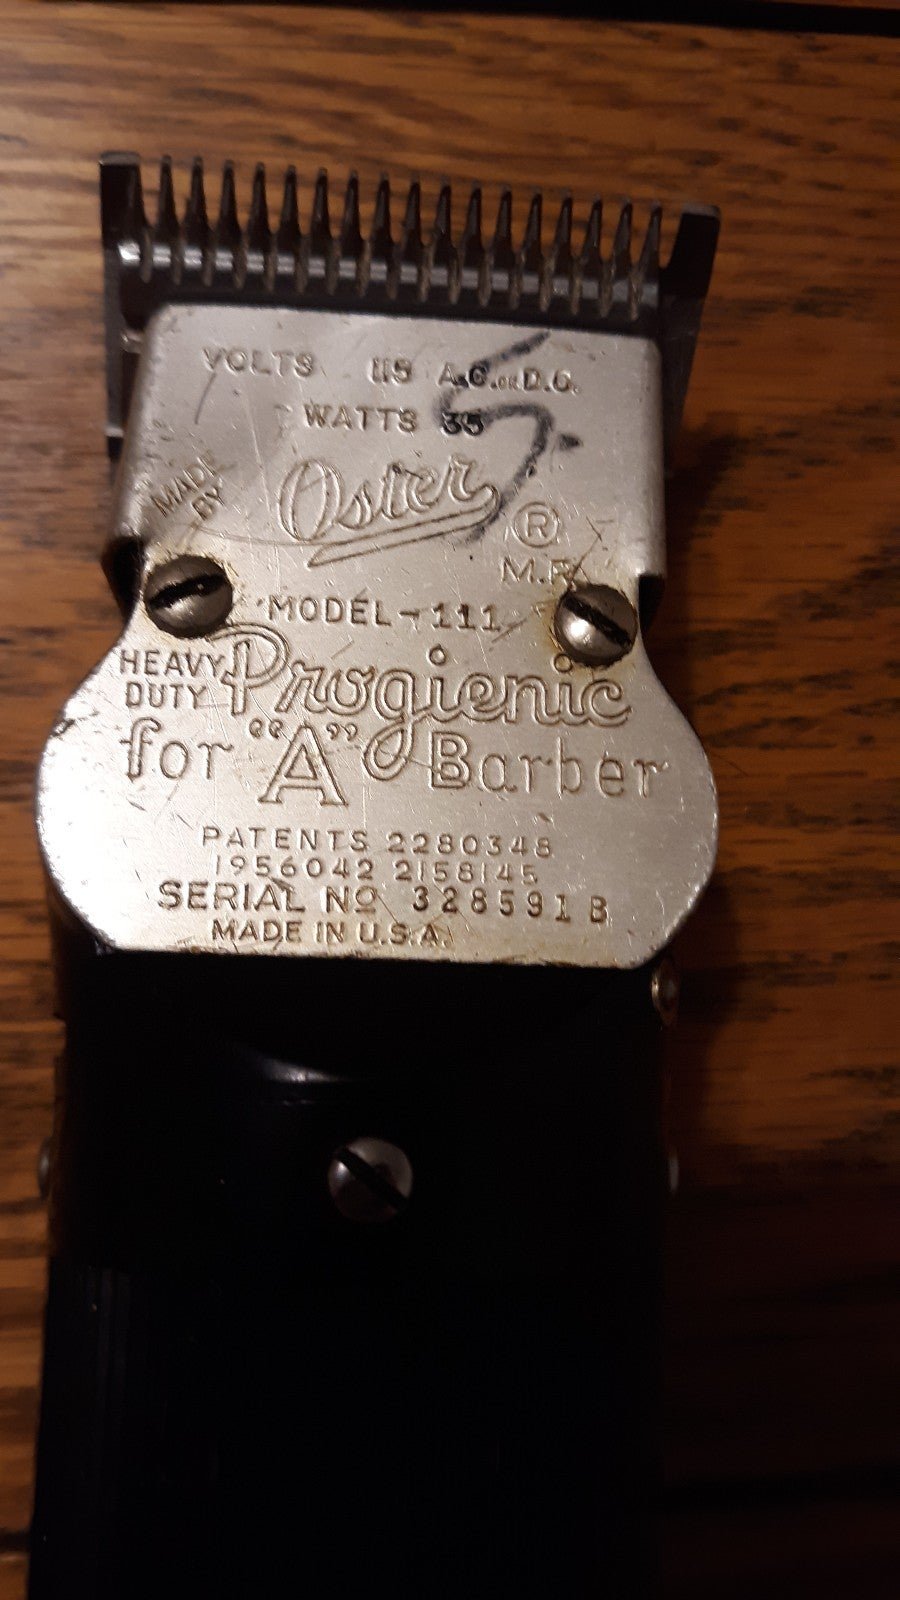 VOLTS 115 A.C. OR D.C.
WATTS 35
MADE BY
Oster ®
MODEL-111
HEAVY DUTY Progienic
for "A" Barber
PATENTS 2280348
1956042 2158145
SERIAL No 328591 B
MADE IN U.S.A.